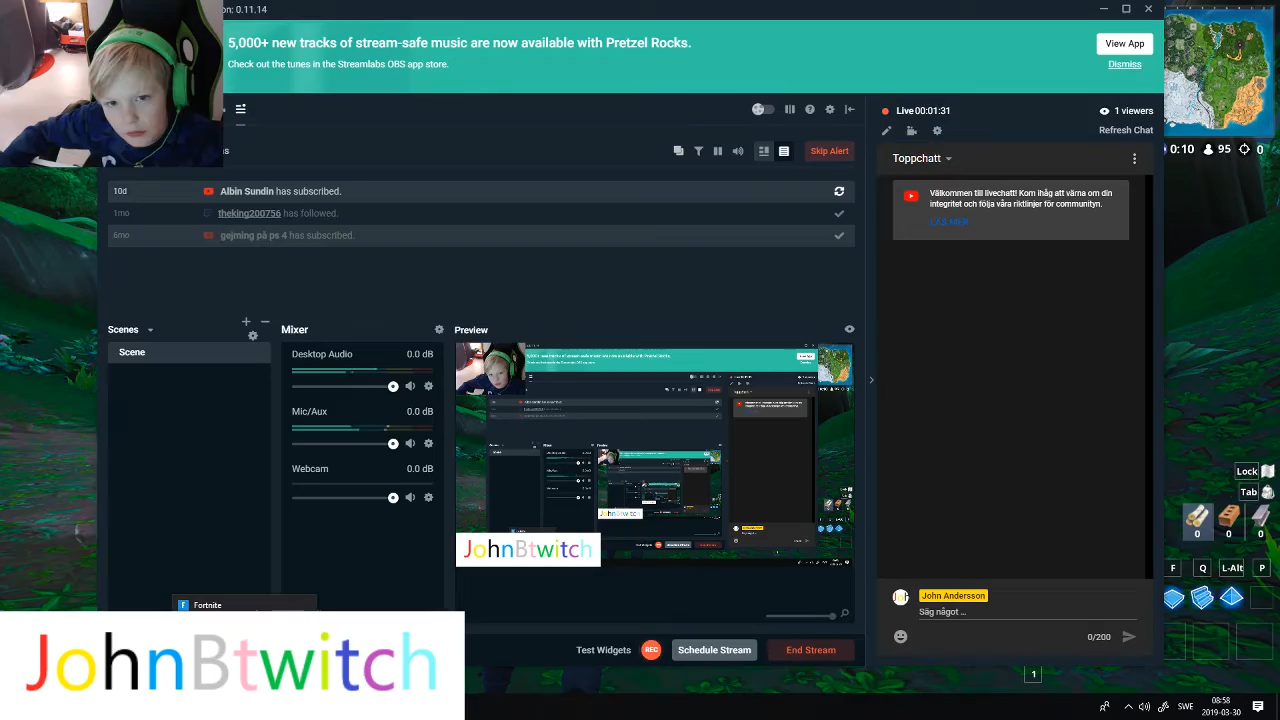 on: 0.11.14
5,000+ new tracks of stream-safe music are now available with Pretzel Rocks.
Check out the tunes in the Streamlabs OBS app store.
View App
Dismiss
Live 00:01:31
1 viewers
Refresh Chat
ns
Skip Alert
Toppchatt
0:10
95
0
10d
Albin Sundin has subscribed.
1mo
theking200756 has followed.
6mo
gejming på ps 4 has subscribed.
Välkommen till livechatt! Kom ihåg att värna om din
integritet och följa våra riktlinjer för communityn.
LÄS MER
Scenes
Mixer
Preview
Scene
Desktop Audio
0.0 dB
Mic/Aux
0.0 dB
Webcam
0.0 dB
JohnBtwitch
Fortnite
JohnBtwitch
Test Widgets
REC
Schedule Stream
End Stream
John Andersson
Säg något ...
0/200
Lock
Tab
0
0
0
F
Q
L-Alt
P
1
SWE
08:58
2019-03-30